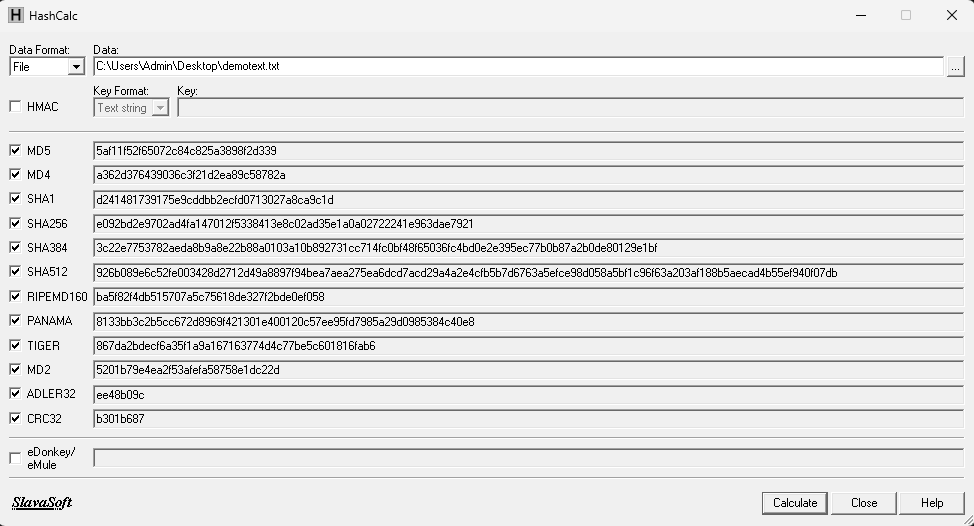 H HashCalc
Data Format: Data:
File C:\Users\Admin\Desktop\demotext.txt ...
Key Format: Key:
HMAC Text string
MD5 5af11f52f65072c84c825a3898f2d339
MD4 a362d376439036c3f21d2ea89c58782a
SHA1 d241481739175e9cddbb2ecfd0713027a8ca9c1d
SHA256 e092bd2e9702ad4fa147012f5338413e8c02ad35e1a0a02722241e963dae7921
SHA384 3c22e7753782aeda8b9a8e22b88a0103a10b892731cc714fc0bf48f65036fc4bd0e2e395ec77b0b87a2b0de80129e1bf
SHA512 926b089e6c52fe003428d2712d49a8897f94bea7aea275ea6dcd7acd29a4a2e4cfb5b7d6763a5efce98d058a5bf1c96f63a203af188b5aecad4b55ef940f07db
RIPEMD160 ba5f82f4db515707a5c75618de327f2bde0ef058
PANAMA 8133bb3c2b5cc672d8969f421301e400120c57ee95fd7985a29d0985384c40e8
TIGER 867da2bdecf6a35f1a9a167163774d4c77be5c601816fab6
MD2 5201b79e4ea2f53afefa58758e1dc22d
ADLER32 ee48b09c
CRC32 b301b687
eDonkey/
eMule
SlavaSoft Calculate Close Help